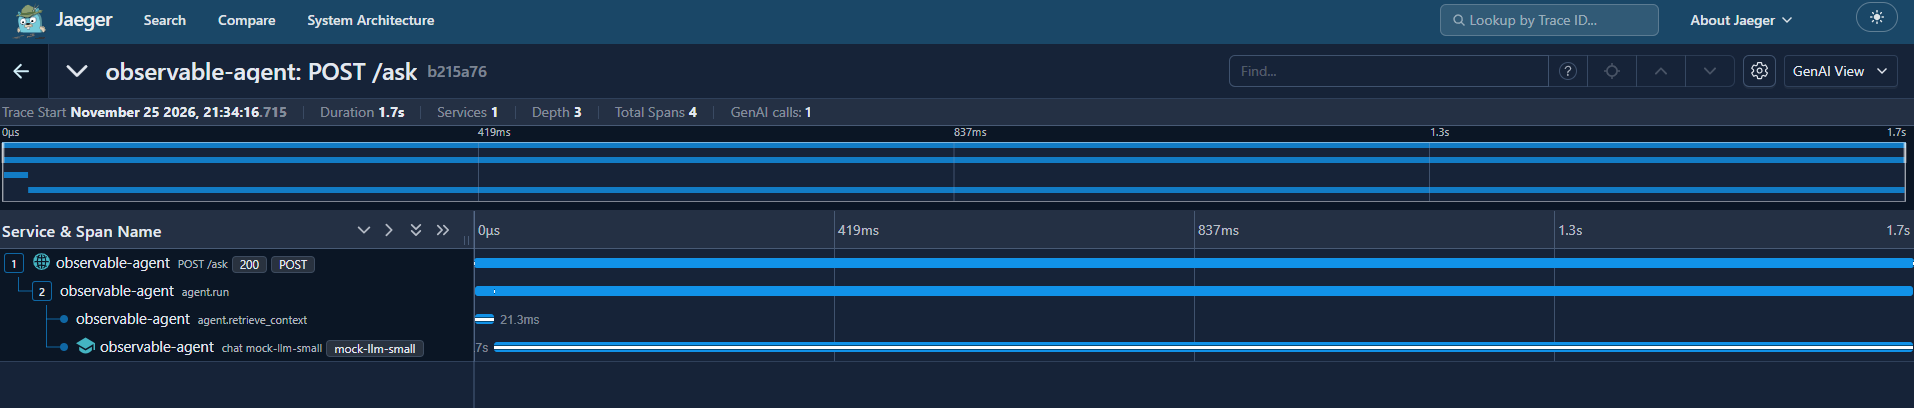 Jaeger Search Compare System Architecture Lookup by Trace ID... About Jaeger
observable-agent: POST /ask b215a76 Find... ? GenAI View
Trace Start November 25 2026, 21:34:16.715 Duration 1.7s Services 1 Depth 3 Total Spans 4 GenAI calls: 1
0μs 419ms 837ms 1.3s 1.7s
Service & Span Name 0μs 419ms 837ms 1.3s 1.7s
1 observable-agent POST /ask 200 POST
2 observable-agent agent.run
observable-agent agent.retrieve_context 21.3ms
observable-agent chat mock-llm-small mock-llm-small 7s